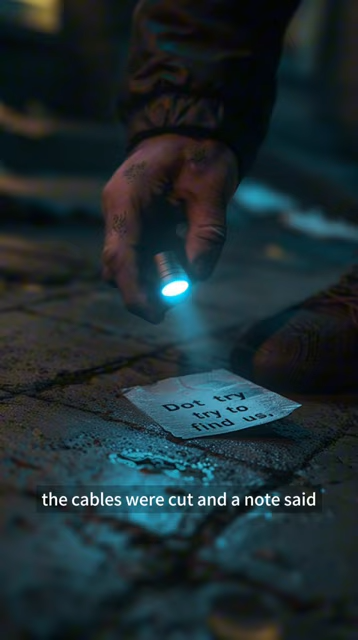 Dot try
try to
find us.
the cables were cut and a note said